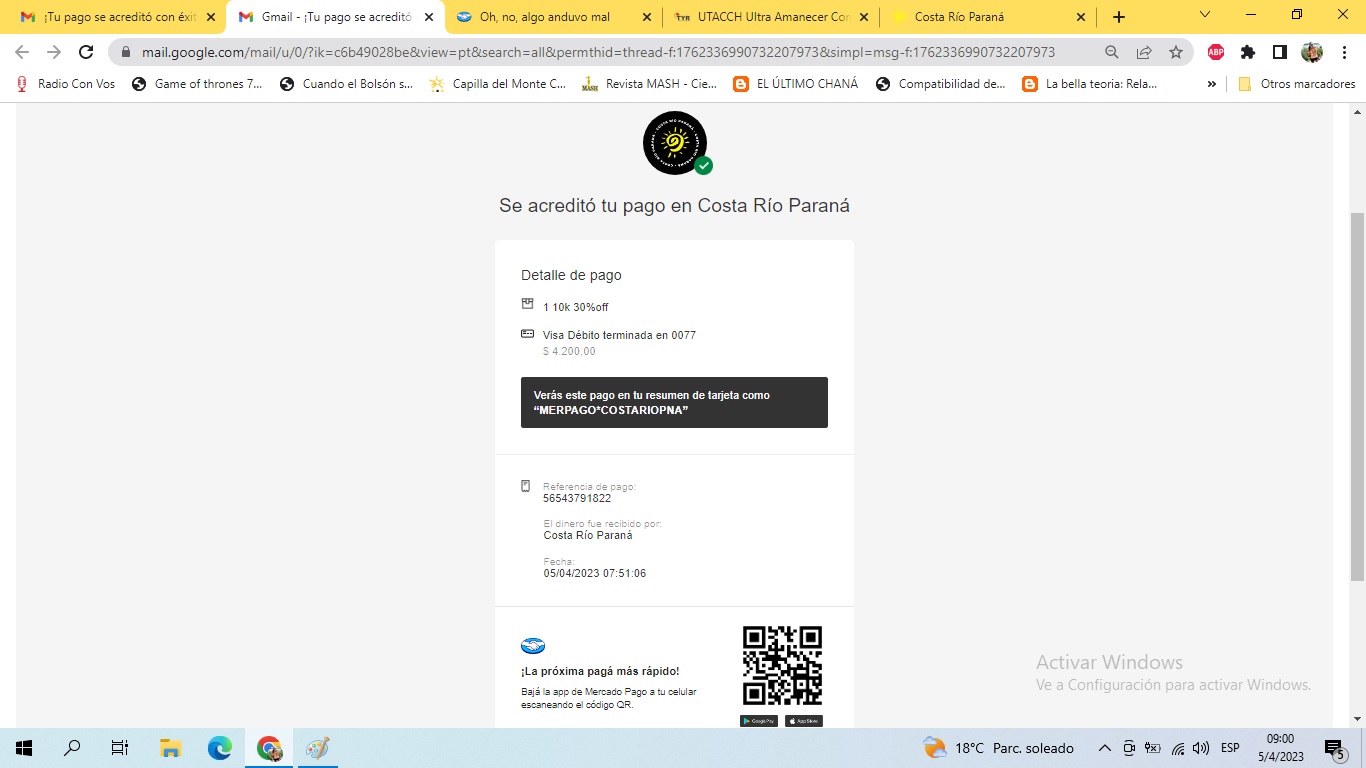 ¡Tu pago se acreditó con éxit
Gmail - ¡Tu pago se acreditó
Oh, no, algo anduvo mal
UTACCH Ultra Amanecer Con
Costa Río Paraná
mail.google.com/mail/u/0/?ik=c6b49028be&view=pt&search=all&permthid=thread-f:1762336990732207973&simpl=msg-f:1762336990732207973
ABP
Radio Con Vos
Game of thrones 7...
Cuando el Bolsón s...
Capilla del Monte C...
Revista MASH - Cie...
EL ÚLTIMO CHANÁ
Compatibilidad de...
La bella teoria: Rela...
»
Otros marcadores
Se acreditó tu pago en Costa Río Paraná
Detalle de pago
1 10k 30%off
Visa Débito terminada en 0077
$ 4.200,00
Verás este pago en tu resumen de tarjeta como
“MERPAGO*COSTARIOPNA”
Referencia de pago:
56543791822
El dinero fue recibido por:
Costa Río Paraná
Fecha:
05/04/2023 07:51:06
¡La próxima pagá más rápido!
Bajá la app de Mercado Pago a tu celular
escaneando el código QR.
Google Play
App Store
Activar Windows
Ve a Configuración para activar Windows.
18°C Parc. soleado
ESP
09:00
5/4/2023
5